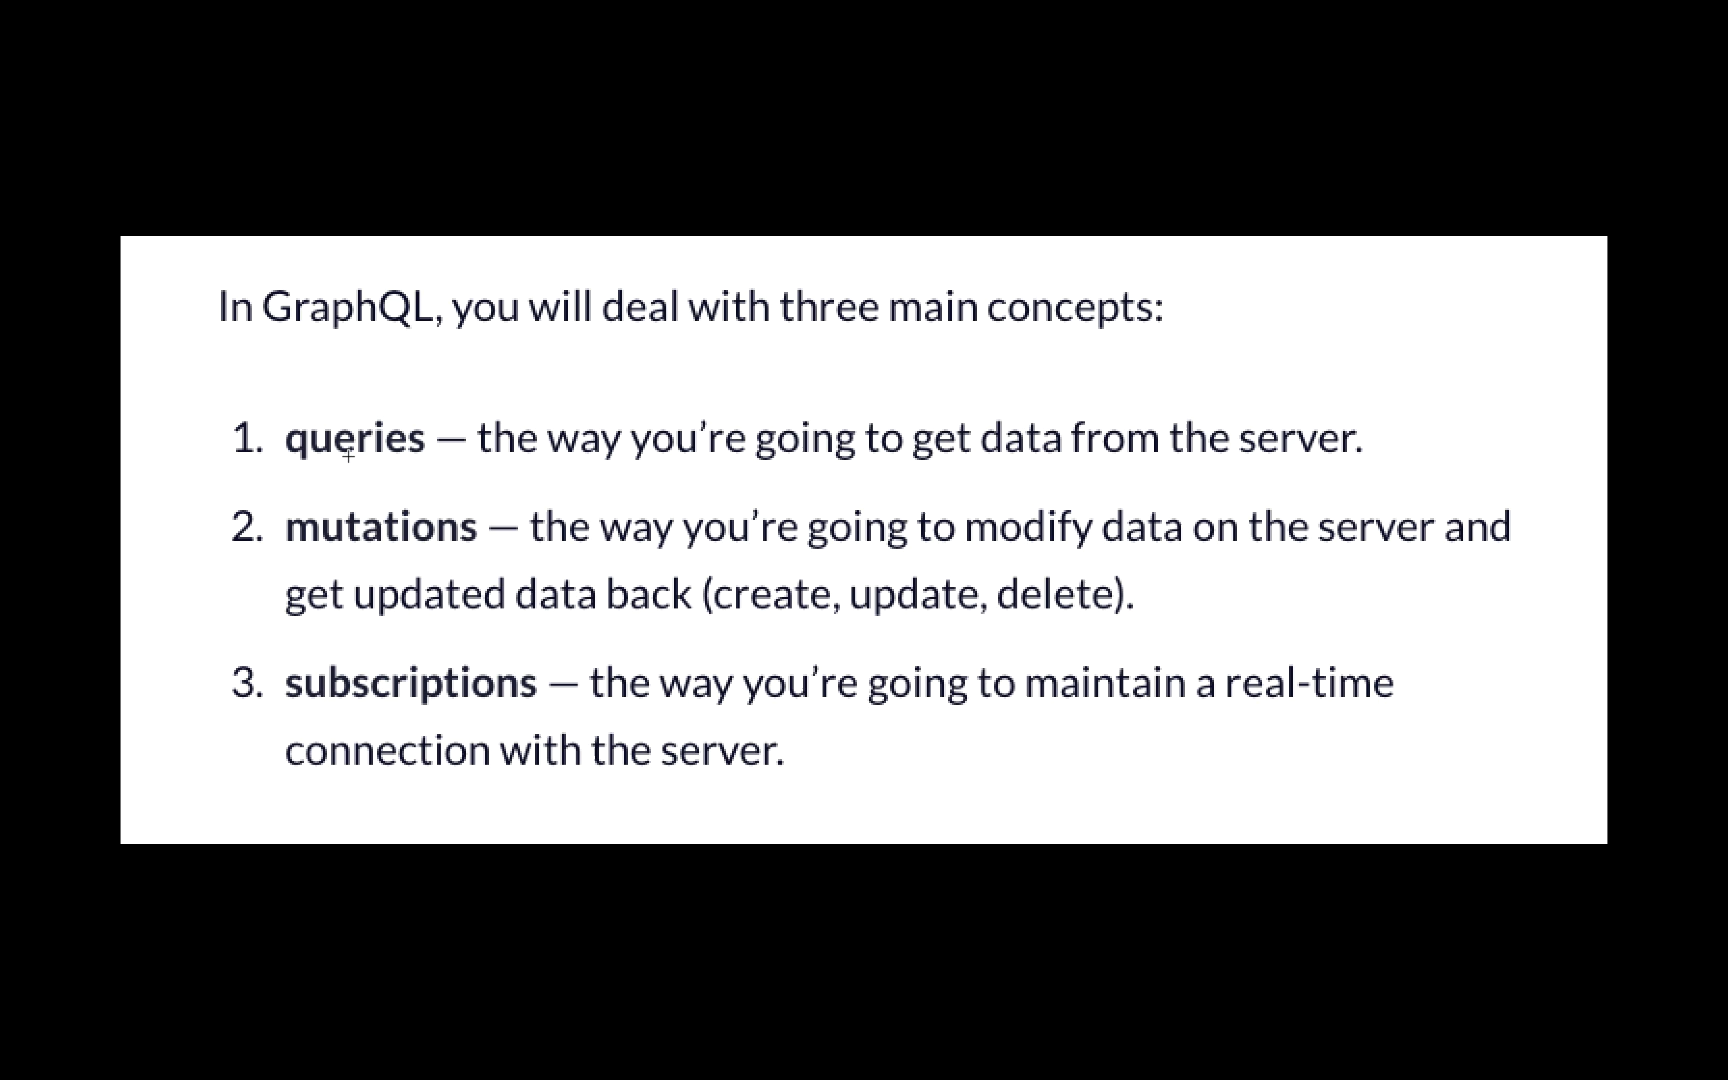 In GraphQL, you will deal with three main concepts:
1. queries — the way you’re going to get data from the server.
2. mutations — the way you’re going to modify data on the server and
get updated data back (create, update, delete).
3. subscriptions — the way you’re going to maintain a real-time
connection with the server.